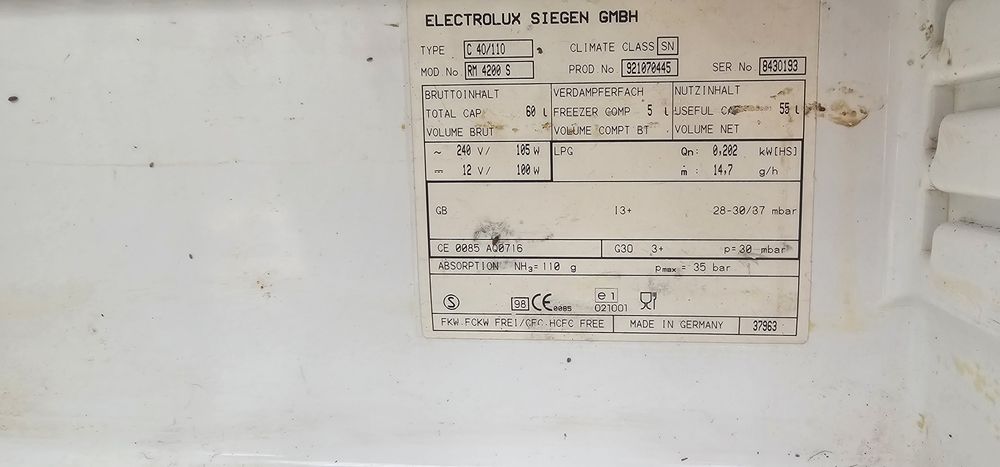 ELECTROLUX SIEGEN GMBH
TYPE C 40/110 CLIMATE CLASS SN
MOD. No RM 4200 S PROD. No 921070445 SER No. 8430193
BRUTTOINHALT VERDAMPFERFACH NUTZINHALT
TOTAL CAP 60 l FREEZER COMP 5 l USEFUL CAP 55 l
VOLUME BRUT VOLUME COMPT BT VOLUME NET
~ 240 V/ 105 W LPG Qn: 0,202 kW[HS]
⎓ 12 V/ 100 W ṁ : 14,7 g/h
GB I3+ 28-30/37 mbar
CE 0085 AQ0716 G30 3+ p=30 mbar
ABSORPTION NH₃=110 g pmax = 35 bar
S 98 CE 0085 e1
021001
FKW.FCKW FREI/CFC.HCFC FREE MADE IN GERMANY 37963